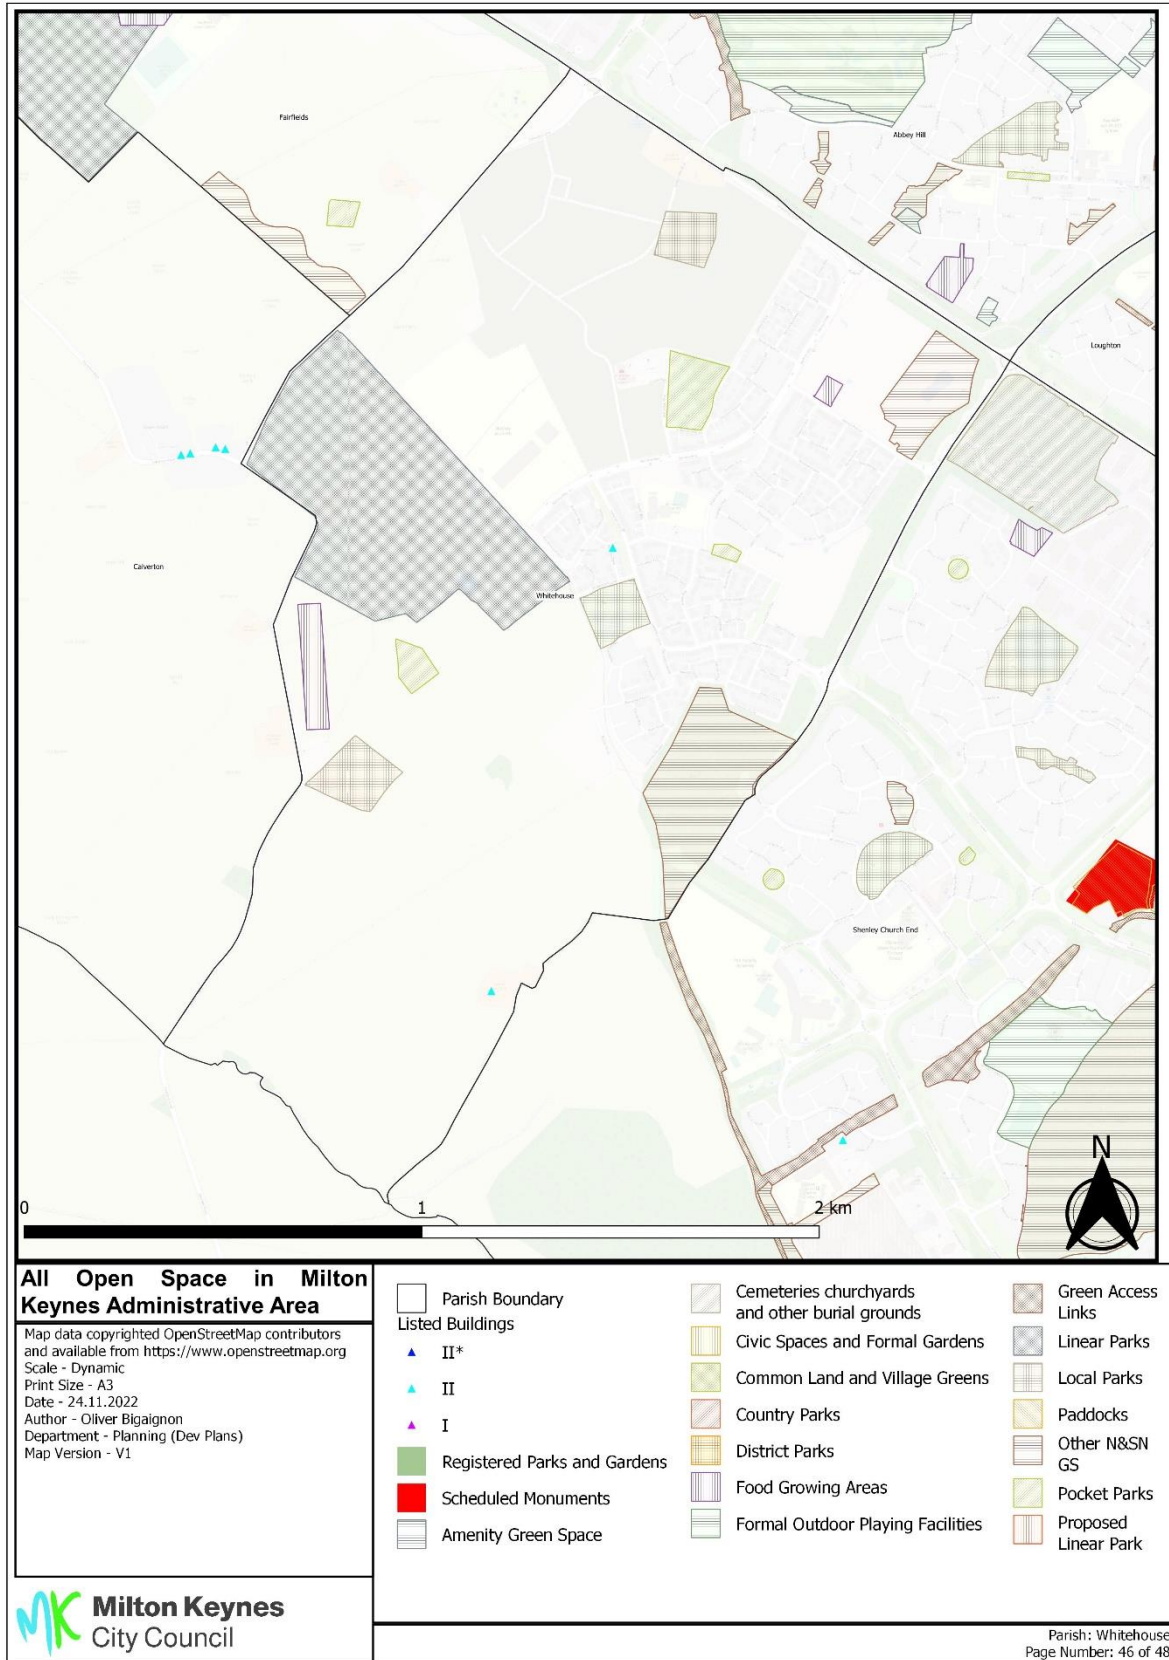 Fairfields
Abbey Hill
Loughton
Calverton
Whitehouse
Shenley Church End
N
0 1 2 km
All Open Space in Milton
Keynes Administrative Area
Map data copyrighted OpenStreetMap contributors
and available from https://www.openstreetmap.org
Scale - Dynamic
Print Size - A3
Date - 24.11.2022
Author - Oliver Bigaignon
Department - Planning (Dev Plans)
Map Version - V1
MK Milton Keynes
City Council
Parish Boundary
Listed Buildings
II*
II
I
Registered Parks and Gardens
Scheduled Monuments
Amenity Green Space
Cemeteries churchyards
and other burial grounds
Civic Spaces and Formal Gardens
Common Land and Village Greens
Country Parks
District Parks
Food Growing Areas
Formal Outdoor Playing Facilities
Green Access
Links
Linear Parks
Local Parks
Paddocks
Other N&SN
GS
Pocket Parks
Proposed
Linear Park
Parish: Whitehouse
Page Number: 46 of 48